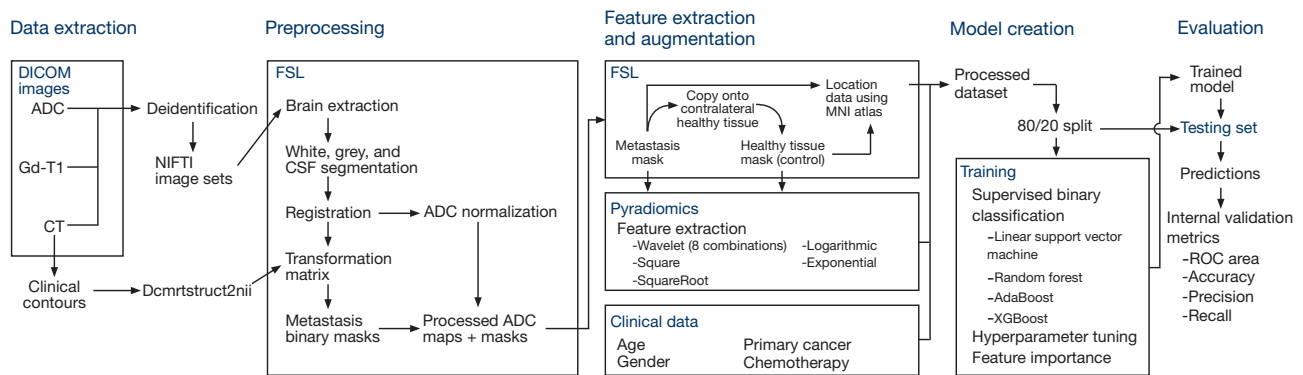 Data extraction
DICOM
images
ADC
Gd-T1
CT
Clinical
contours
Deidentification
NIFTI
image sets
Dcmrtstruct2nii
Preprocessing
FSL
Brain extraction
White, grey, and
CSF segmentation
Registration
ADC normalization
Transformation
matrix
Metastasis
binary masks
Processed ADC
maps + masks
Feature extraction
and augmentation
FSL
Copy onto
contralateral
healthy tissue
Location
data using
MNI atlas
Metastasis
mask
Healthy tissue
mask (control)
Pyradiomics
Feature extraction
-Wavelet (8 combinations)
-Square
-SquareRoot
-Logarithmic
-Exponential
Clinical data
Age
Gender
Primary cancer
Chemotherapy
Model creation
Processed
dataset
80/20 split
Training
Supervised binary
classification
-Linear support vector
machine
-Random forest
-AdaBoost
-XGBoost
Hyperparameter tuning
Feature importance
Evaluation
Trained
model
Testing set
Predictions
Internal validation
metrics
-ROC area
-Accuracy
-Precision
-Recall